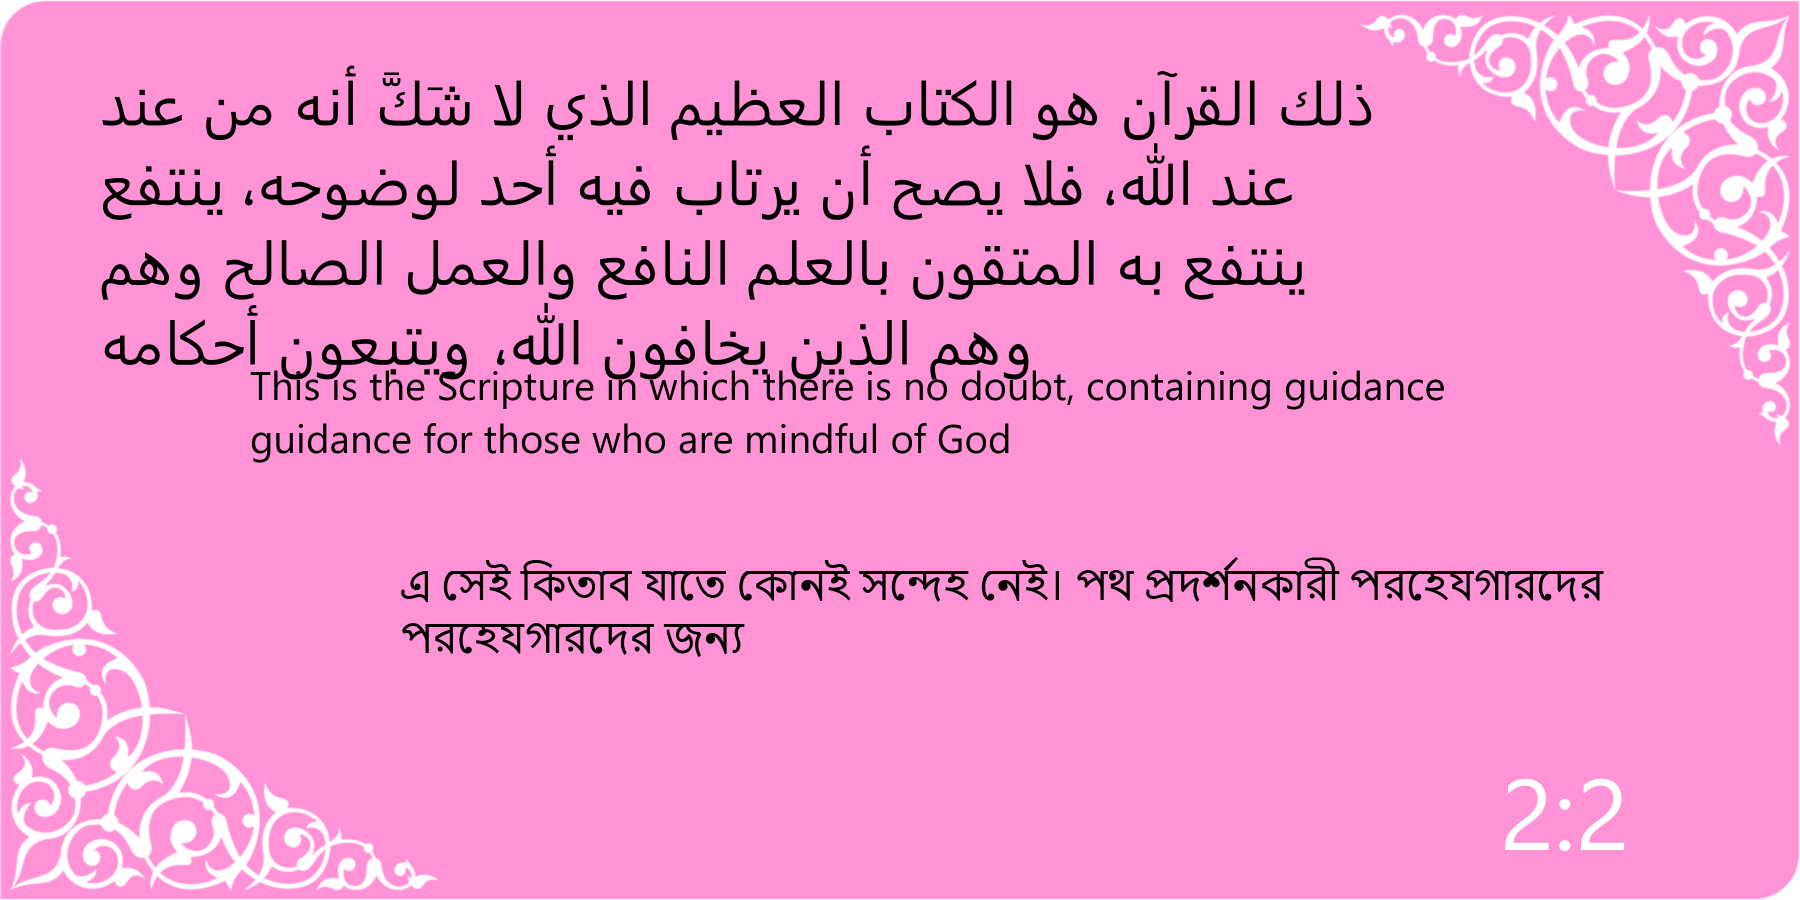 ذلك القرآن هو الكتاب العظيم الذي لا شَكَّ أنه من عند
عند الله، فلا يصح أن يرتاب فيه أحد لوضوحه، ينتفع
ينتفع به المتقون بالعلم النافع والعمل الصالح وهم
وهم الذين يخافون الله، ويتبعون أحكامه
This is the Scripture in which there is no doubt, containing guidance
guidance for those who are mindful of God
এ সেই কিতাব যাতে কোনই সন্দেহ নেই। পথ প্রদর্শনকারী পরহেযগারদের
পরহেযগারদের জন্য
2:2